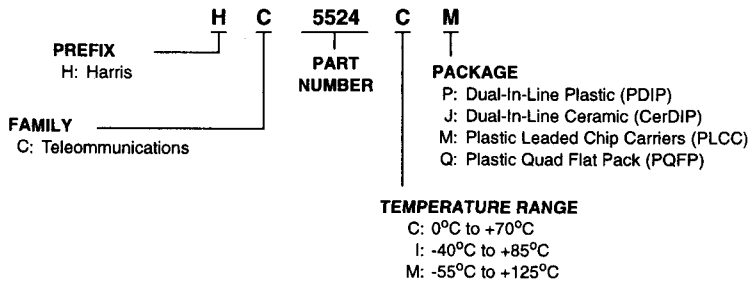 H C 5524 C M
PREFIX
H: Harris
PART
NUMBER
FAMILY
C: Teleommunications
PACKAGE
P: Dual-In-Line Plastic (PDIP)
J: Dual-In-Line Ceramic (CerDIP)
M: Plastic Leaded Chip Carriers (PLCC)
Q: Plastic Quad Flat Pack (PQFP)
TEMPERATURE RANGE
C: 0°C to +70°C
I: -40°C to +85°C
M: -55°C to +125°C